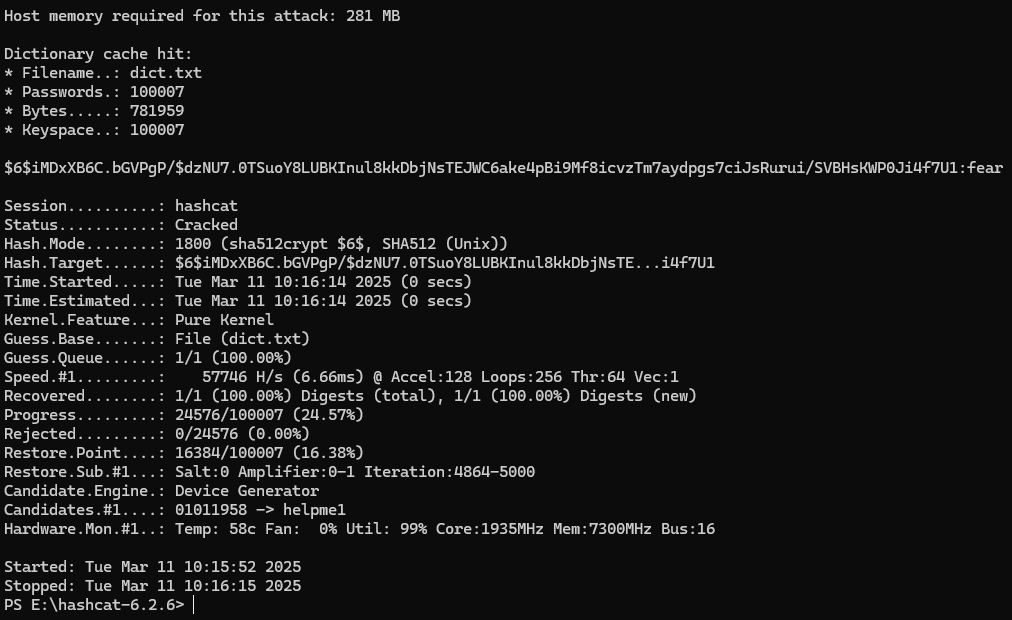 Host memory required for this attack: 281 MB
Dictionary cache hit:
* Filename..: dict.txt
* Passwords.: 100007
* Bytes.....: 781959
* Keyspace..: 100007
$6$iMDxXB6C.bGVPgP/$dzNU7.0TSuoY8LUBKInul8kkDbjNsTEJWC6ake4pBi9Mf8icvzTm7aydpgs7ciJsRurui/SVBHsKWP0Ji4f7U1:fear
Session..........: hashcat
Status...........: Cracked
Hash.Mode........: 1800 (sha512crypt $6$, SHA512 (Unix))
Hash.Target......: $6$iMDxXB6C.bGVPgP/$dzNU7.0TSuoY8LUBKInul8kkDbjNsTE...i4f7U1
Time.Started.....: Tue Mar 11 10:16:14 2025 (0 secs)
Time.Estimated...: Tue Mar 11 10:16:14 2025 (0 secs)
Kernel.Feature...: Pure Kernel
Guess.Base.......: File (dict.txt)
Guess.Queue......: 1/1 (100.00%)
Speed.#1.........:    57746 H/s (6.66ms) @ Accel:128 Loops:256 Thr:64 Vec:1
Recovered........: 1/1 (100.00%) Digests (total), 1/1 (100.00%) Digests (new)
Progress.........: 24576/100007 (24.57%)
Rejected.........: 0/24576 (0.00%)
Restore.Point....: 16384/100007 (16.38%)
Restore.Sub.#1...: Salt:0 Amplifier:0-1 Iteration:4864-5000
Candidate.Engine.: Device Generator
Candidates.#1....: 01011958 -> helpme1
Hardware.Mon.#1..: Temp: 58c Fan:  0% Util: 99% Core:1935MHz Mem:7300MHz Bus:16
Started: Tue Mar 11 10:15:52 2025
Stopped: Tue Mar 11 10:16:15 2025
PS E:\hashcat-6.2.6>